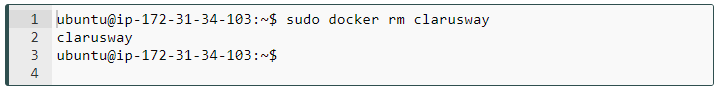 1 ubuntu@ip-172-31-34-103:~$ sudo docker rm clarusway
2 clarusway
3 ubuntu@ip-172-31-34-103:~$
4